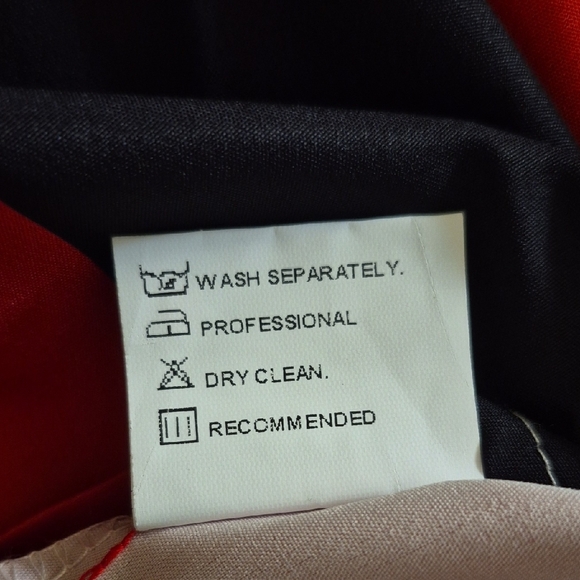 WASH SEPARATELY.
PROFESSIONAL
DRY CLEAN.
RECOMMENDED